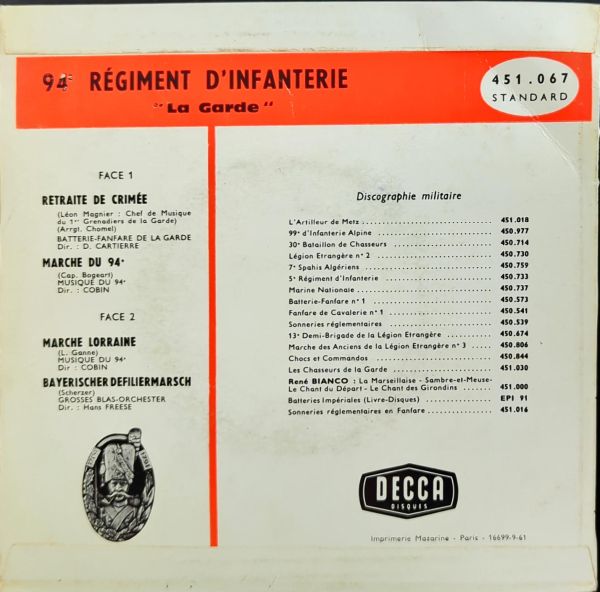 94e RÉGIMENT D'INFANTERIE
"La Garde"
451.067
STANDARD
FACE 1
RETRAITE DE CRIMÉE
(Léon Magnier : Chef de Musique
du 1er Grenadiers de la Garde)
(Arrgt. Chomel)
BATTERIE-FANFARE DE LA GARDE
Dir. : D. CARTIERRE
MARCHE DU 94e
(Cap. Bogeart)
MUSIQUE DU 94e
Dir. : COBIN
FACE 2
MARCHE LORRAINE
(L. Ganne)
MUSIQUE DU 94e
Dir : COBIN
BAYERISCHER DEFILIERMARSCH
(Scherzer)
GROSSES BLAS-ORCHESTER
Dir. : Hans FREESE
Discographie militaire
L'Artilleur de Metz 451.018
99e d'Infanterie Alpine 450.977
30e Bataillon de Chasseurs 450.714
Légion Etrangère n° 2 450.730
7e Spahis Algériens 450.759
5e Régiment d'Infanterie 450.733
Marine Nationale 450.737
Batterie-Fanfare n° 1 450.573
Fanfare de Cavalerie n° 1 450.541
Sonneries réglementaires 450.539
13e Demi-Brigade de la Légion Etrangère 450.674
Marche des Anciens de la Légion Etrangère n° 3 450.806
Chocs et Commandos 450.844
Les Chasseurs de la Garde 451.030
René BIANCO : La Marseillaise - Sambre-et-Meuse-
Le Chant du Départ - Le Chant des Girondins 451.000
Batteries Impériales (Livre-Disques) EPI 91
Sonneries réglementaires en Fanfare 451.016
DECCA
DISQUES
Imprimerie Mazarine - Paris - 16699-9-61